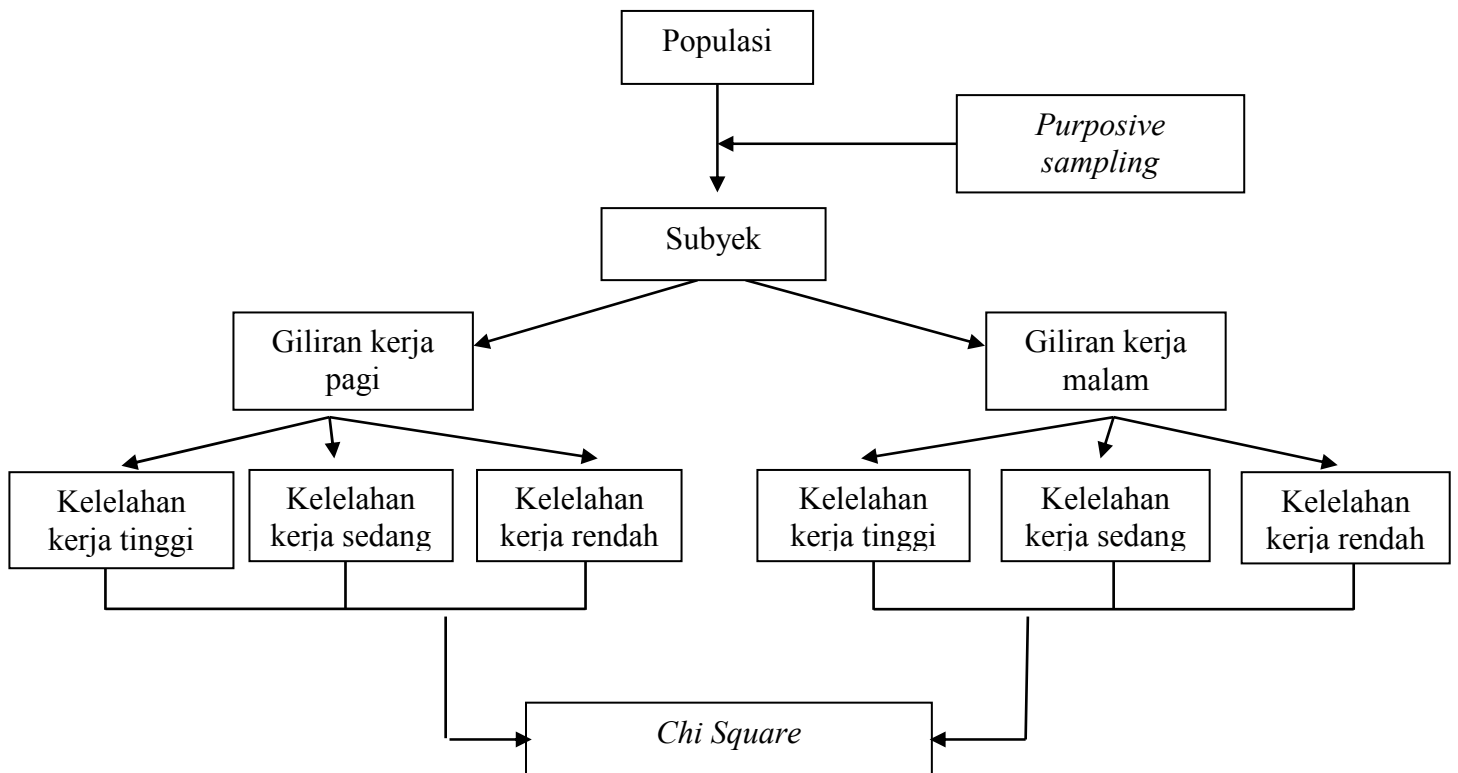 Populasi
Purposive
sampling
Subyek
Giliran kerja
pagi
Giliran kerja
malam
Kelelahan
kerja tinggi
Kelelahan
kerja sedang
Kelelahan
kerja rendah
Kelelahan
kerja tinggi
Kelelahan
kerja sedang
Kelelahan
kerja rendah
Chi Square